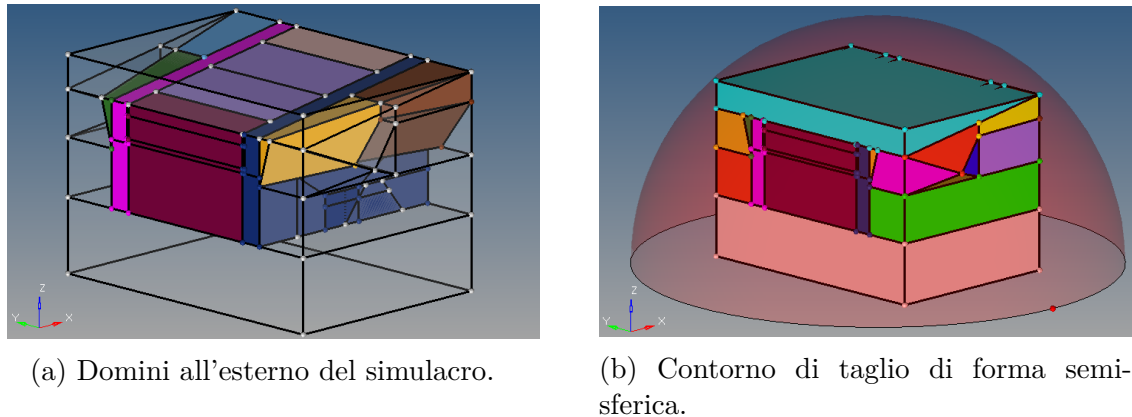 Z
Y
X
Z
Y
X
(a) Domini all'esterno del simulacro.
(b) Contorno di taglio di forma semi-
sferica.